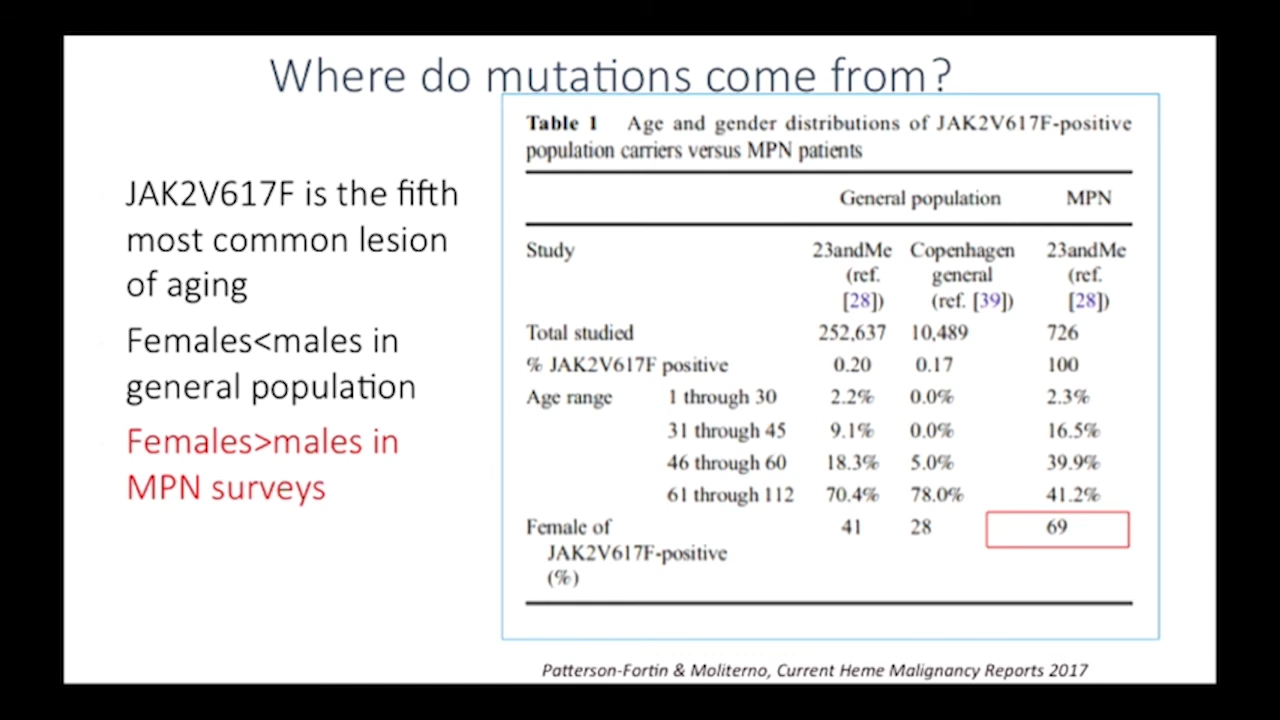 Where do mutations come from?
JAK2V617F is the fifth
most common lesion
of aging
Females<males in
general population
Females>males in
MPN surveys
Table 1 Age and gender distributions of JAK2V617F-positive
population carriers versus MPN patients
General population MPN
Study 23andMe Copenhagen 23andMe
(ref. general (ref.
[28]) (ref. [39]) [28])
Total studied 252,637 10,489 726
% JAK2V617F positive 0.20 0.17 100
Age range 1 through 30 2.2% 0.0% 2.3%
31 through 45 9.1% 0.0% 16.5%
46 through 60 18.3% 5.0% 39.9%
61 through 112 70.4% 78.0% 41.2%
Female of 41 28 69
JAK2V617F-positive
(%)
Patterson-Fortin & Moliterno, Current Heme Malignancy Reports 2017